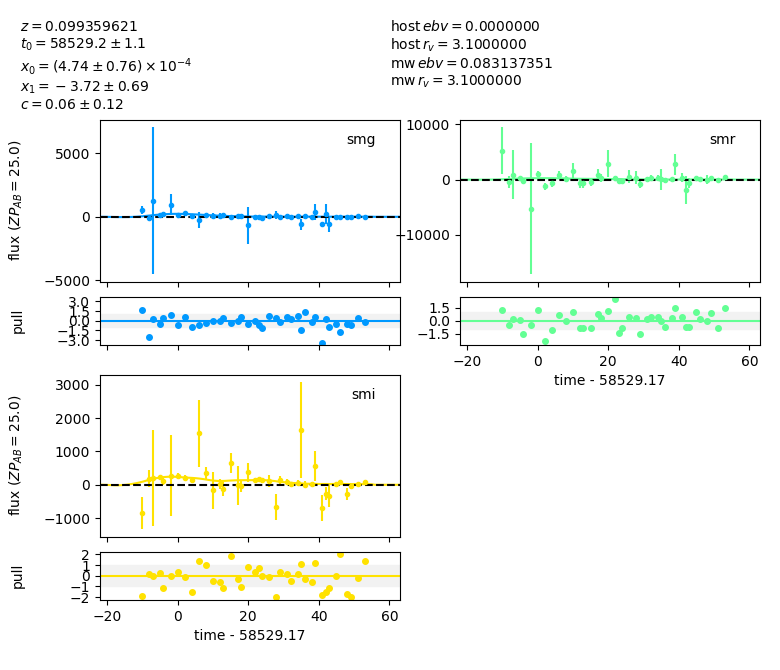 z = 0.099359621
t₀ = 58529.2 ± 1.1
x₀ = (4.74 ± 0.76) × 10⁻⁴
x₁ = −3.72 ± 0.69
c = 0.06 ± 0.12
host ebv = 0.0000000
host r_v = 3.1000000
mw ebv = 0.083137351
mw r_v = 3.1000000
smg
5000
0
−5000
flux (ZP_AB = 25.0)
3.0
1.5
0.0
−1.5
−3.0
pull
smr
10000
0
−10000
1.5
0.0
−1.5
−20 0 20 40 60
time - 58529.17
smi
3000
2000
1000
0
−1000
flux (ZP_AB = 25.0)
2
1
0
−1
−2
pull
−20 0 20 40 60
time - 58529.17